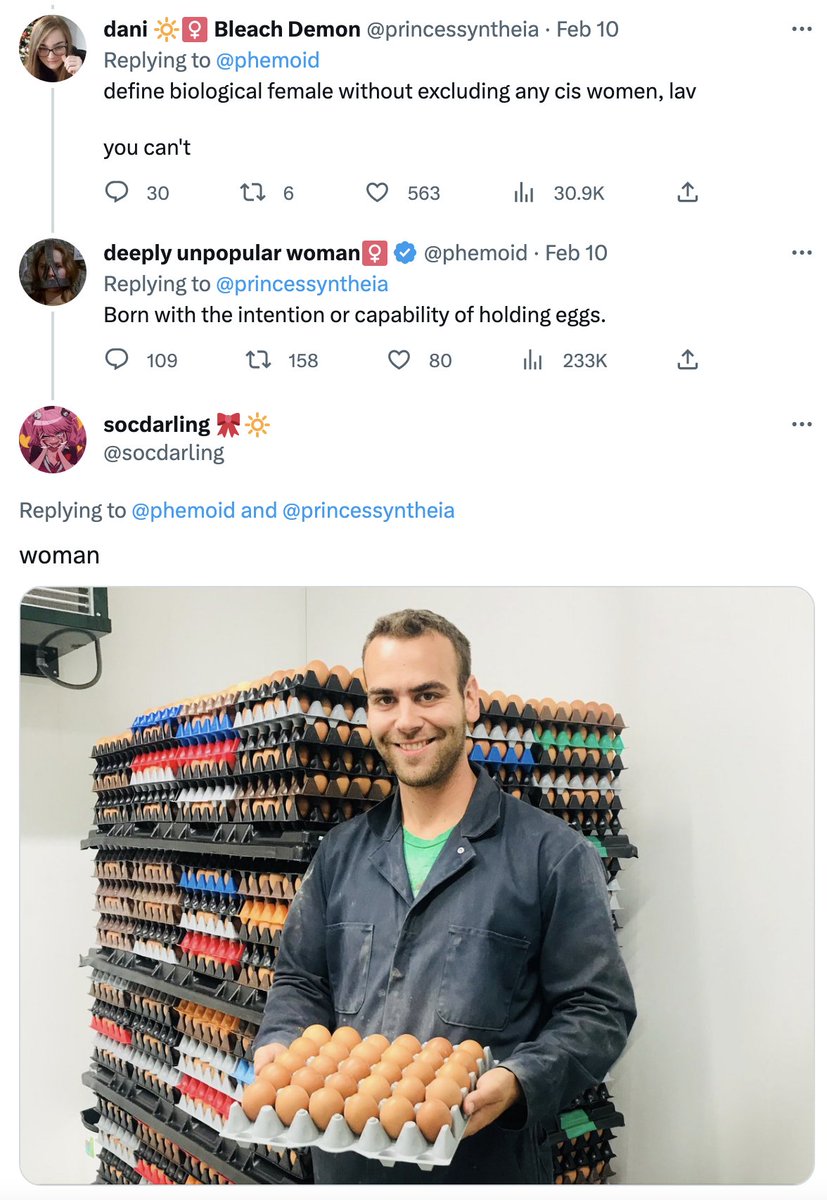 dani 🔆♀️ Bleach Demon @princessyntheia · Feb 10
Replying to @phemoid
define biological female without excluding any cis women, lav
you can't
30 6 563 30.9K
deeply unpopular woman♀️ @phemoid · Feb 10
Replying to @princessyntheia
Born with the intention or capability of holding eggs.
109 158 80 233K
socdarling 🎀🔆
@socdarling
Replying to @phemoid and @princessyntheia
woman